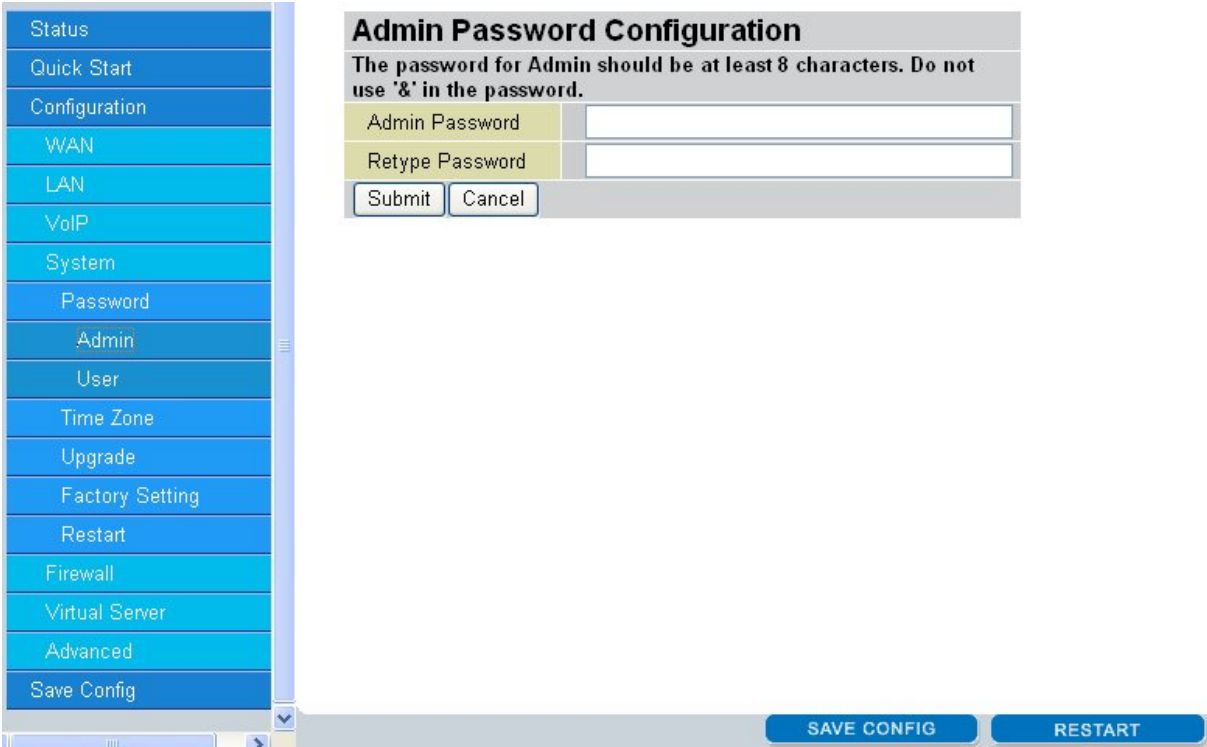 Status
Quick Start
Configuration
WAN
LAN
VoIP
System
Password
Admin
User
Time Zone
Upgrade
Factory Setting
Restart
Firewall
Virtual Server
Advanced
Save Config
Admin Password Configuration
The password for Admin should be at least 8 characters. Do not
use '&' in the password.
Admin Password
Retype Password
Submit Cancel
SAVE CONFIG RESTART